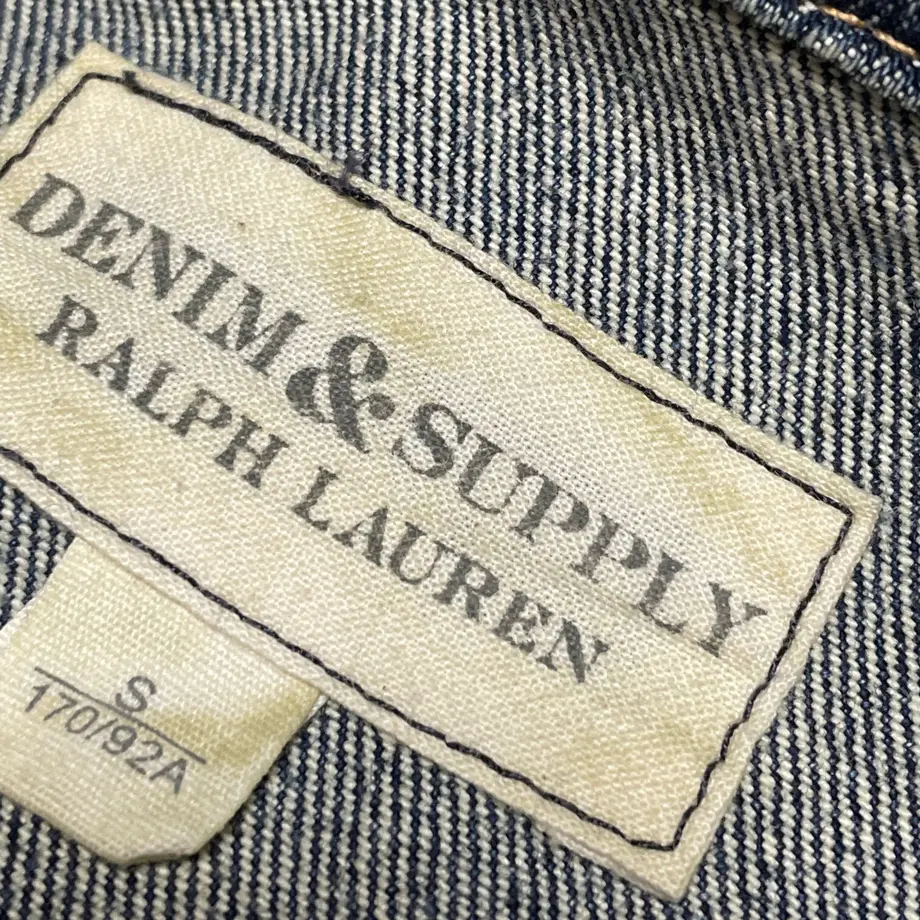 DENIM & SUPPLY
RALPH LAUREN
S
170/92A